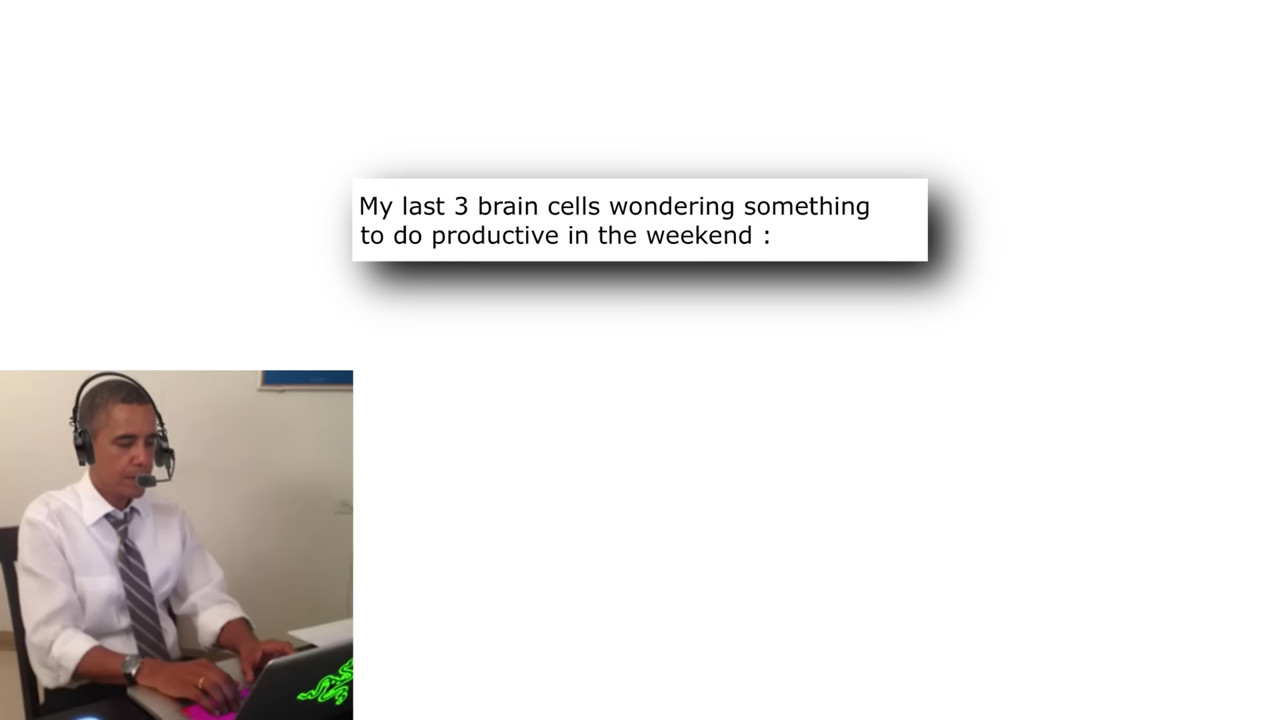 My last 3 brain cells wondering something
to do productive in the weekend :